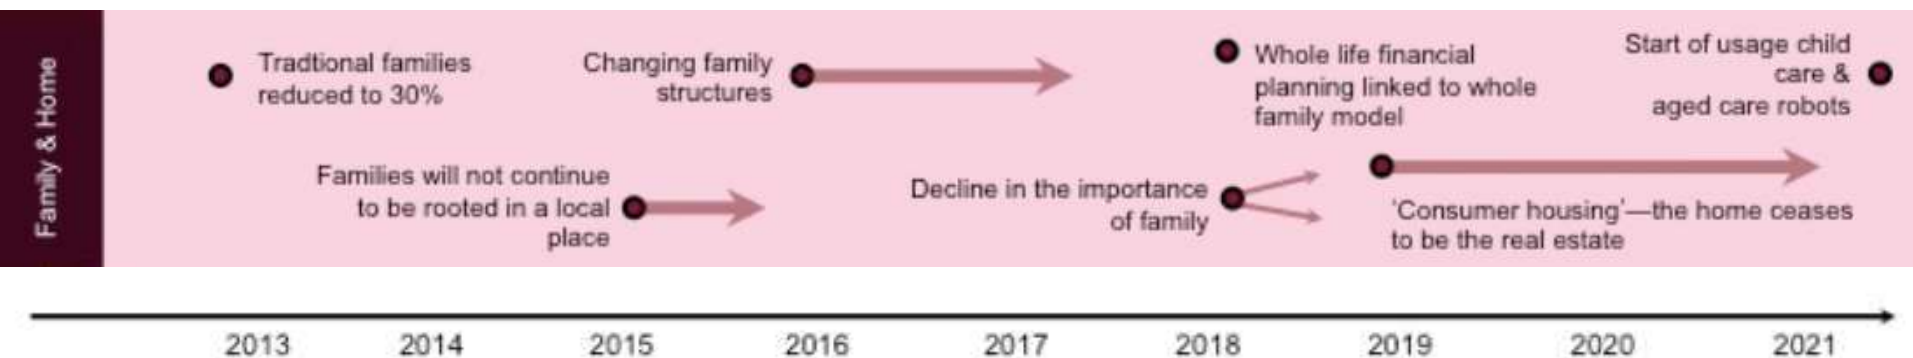 Family & Home
Tradtional families
reduced to 30%
Changing family
structures
Whole life financial
planning linked to whole
family model
Start of usage child
care &
aged care robots
Families will not continue
to be rooted in a local
place
Decline in the importance
of family
'Consumer housing'—the home ceases
to be the real estate
2013 2014 2015 2016 2017 2018 2019 2020 2021